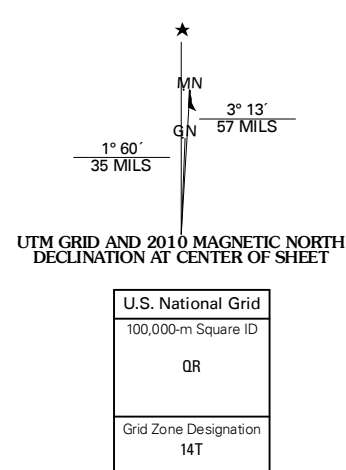 MN
3° 13´
57 MILS
GN
1° 60´
35 MILS
UTM GRID AND 2010 MAGNETIC NORTH
DECLINATION AT CENTER OF SHEET
U.S. National Grid
100,000-m Square ID
QR
Grid Zone Designation
14T